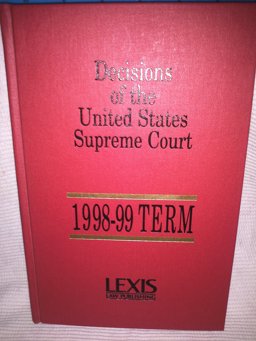 Decisions
of the
United States
Supreme Court
1998-99 TERM
LEXIS
LAW PUBLISHING